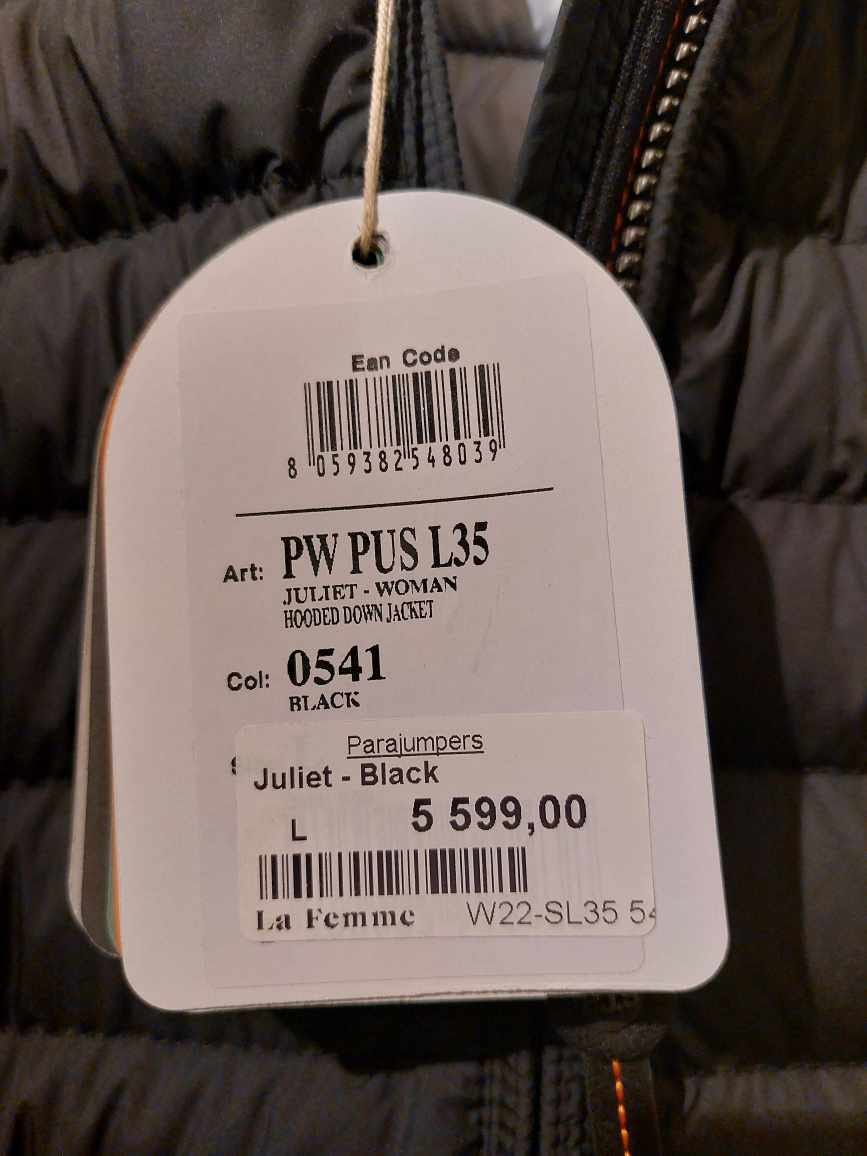 Ean Code
8 059382 548039
Art: PW PUS L35
JULIET - WOMAN
HOODED DOWN JACKET
Col: 0541
BLACK
Parajumpers
Juliet - Black
L 5 599,00
La Femme W22-SL35 54